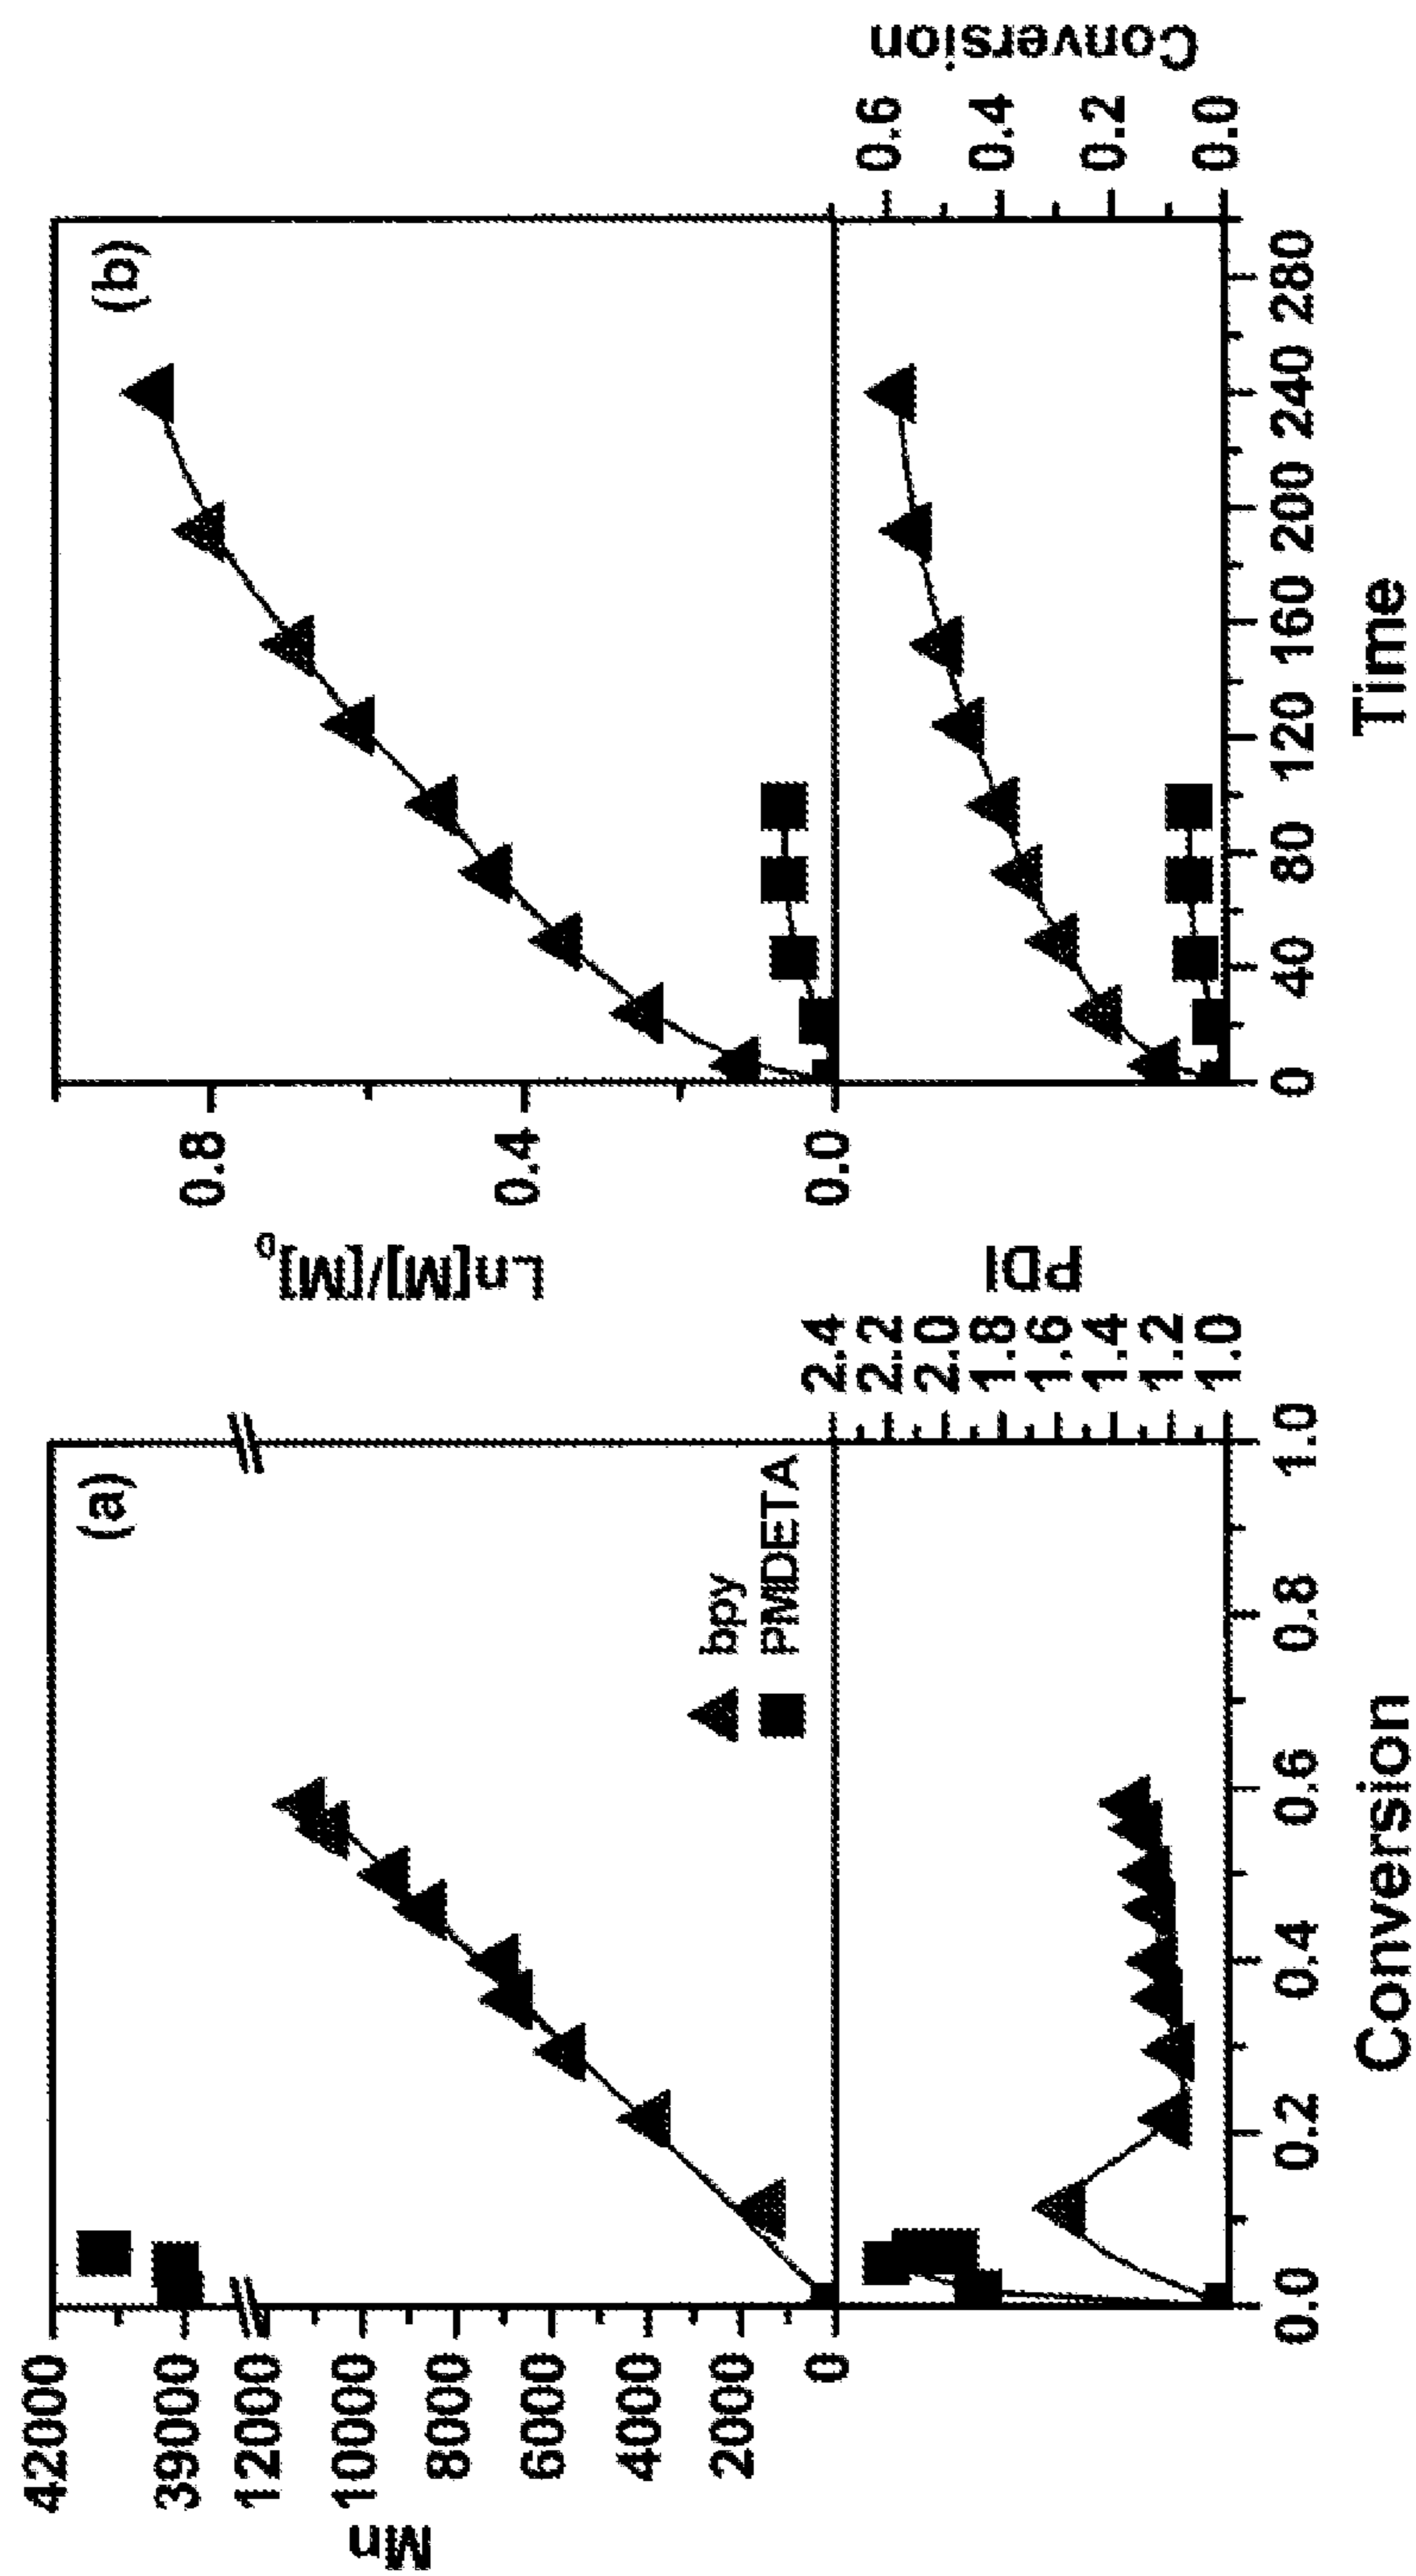 (a)
Mn
42000
39000
12000
10000
8000
6000
4000
2000
0
bpy
PMDETA
PDI
2.4
2.2
2.0
1.8
1.6
1.4
1.2
1.0
0.0 0.2 0.4 0.6 0.8 1.0
Conversion
(b)
Ln[M]/[M]₀
0.8
0.4
0.0
Conversion
0.6
0.4
0.2
0.0
0 40 80 120 160 200 240 280
Time